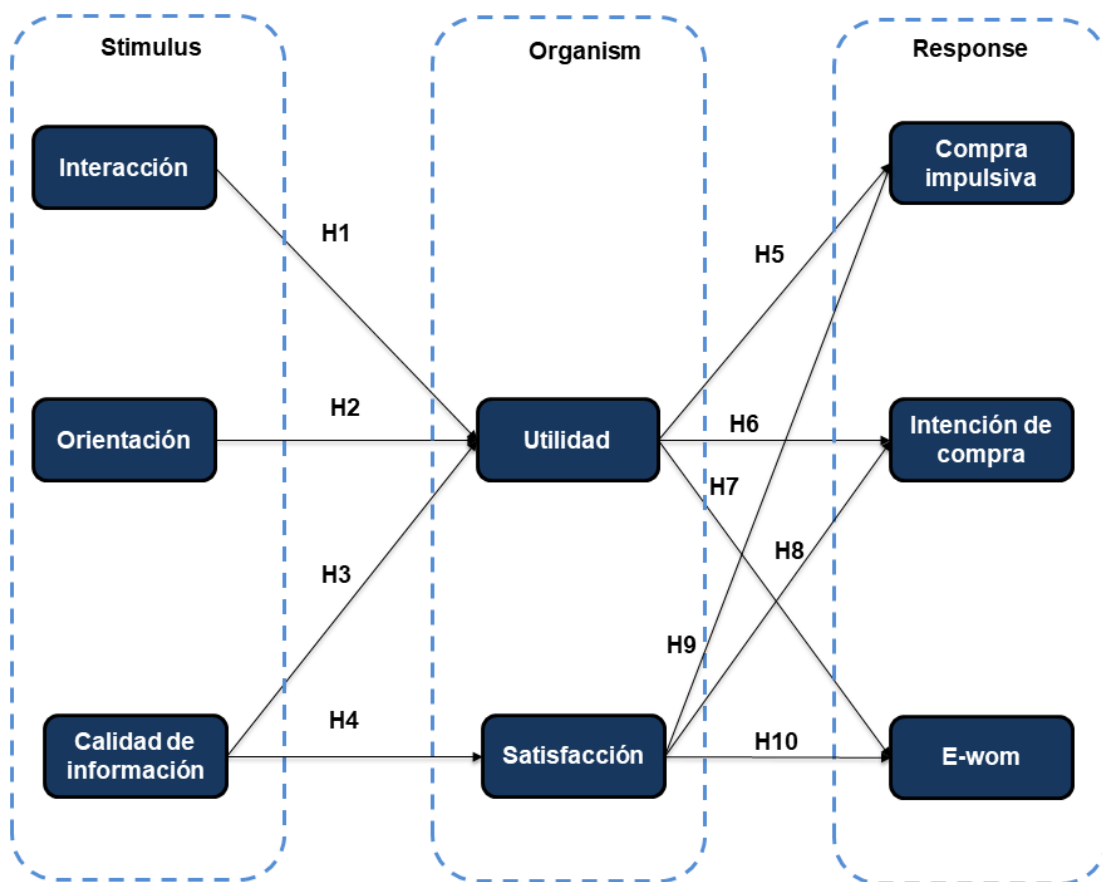 Stimulus
Organism
Response
Interacción
Compra
impulsiva
H1
H5
Orientación
H2
Utilidad
H6
Intención de
compra
H7
H3
H8
H9
Calidad de
información
H4
Satisfacción
H10
E-wom